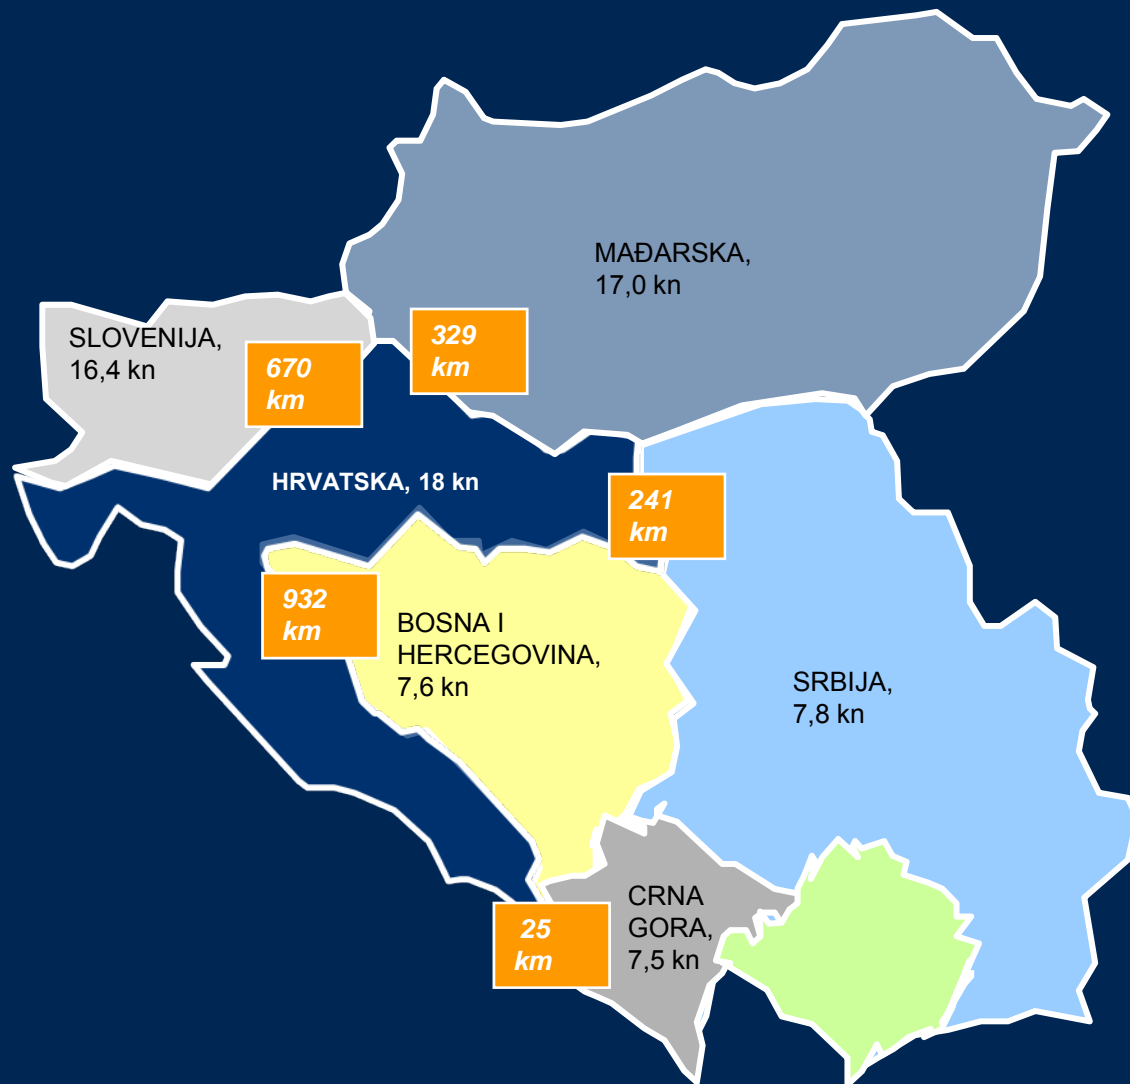 MAĐARSKA,
17,0 kn
SLOVENIJA,
16,4 kn
329
km
670
km
HRVATSKA, 18 kn
241
km
932
km
BOSNA I
HERCEGOVINA,
7,6 kn
SRBIJA,
7,8 kn
CRNA
GORA,
7,5 kn
25
km